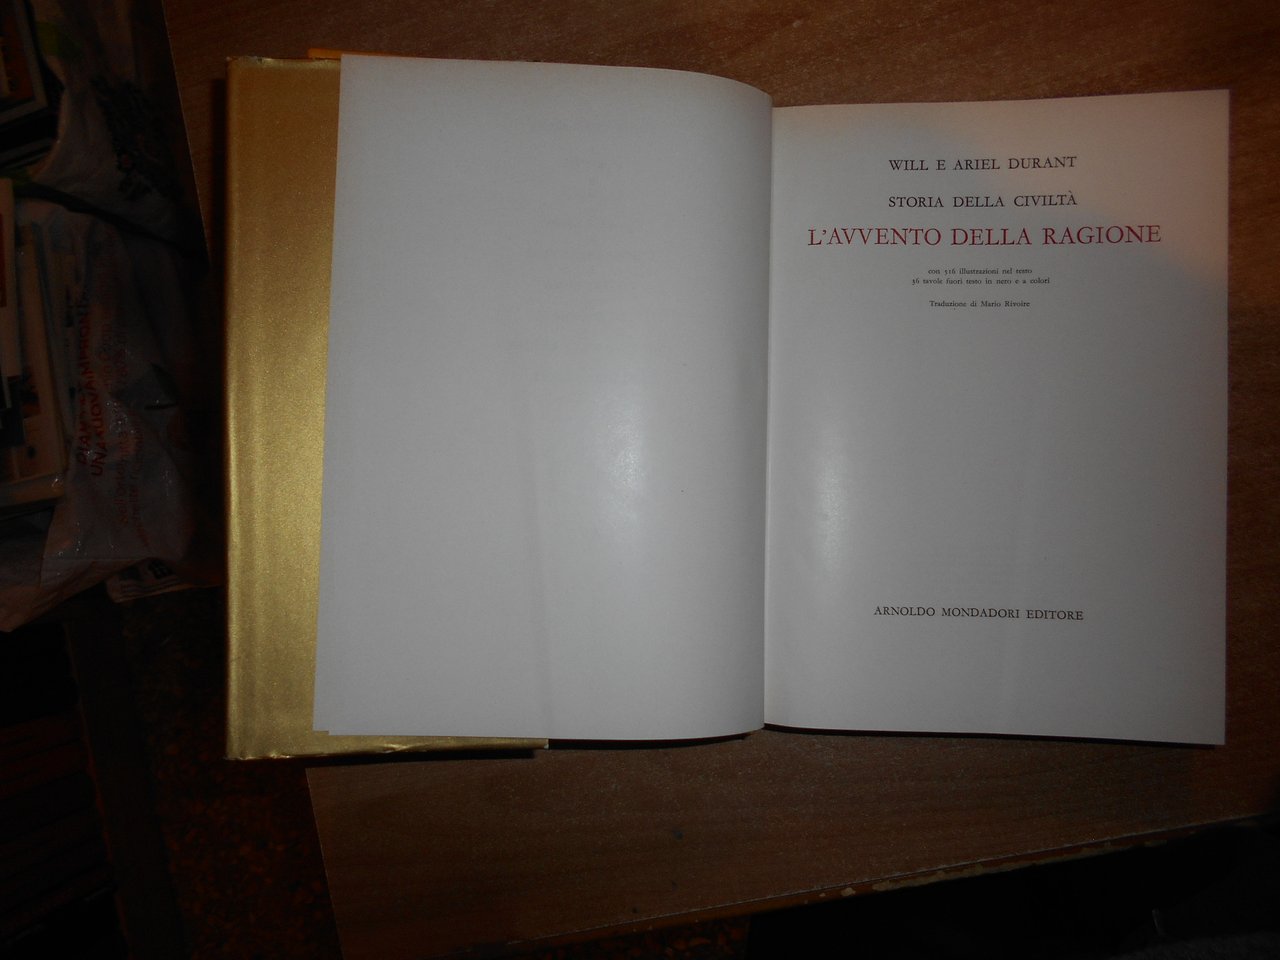 WILL E ARIEL DURANT
STORIA DELLA CIVILTÀ
L'AVVENTO DELLA RAGIONE
con 516 illustrazioni nel testo
36 tavole fuori testo in nero e a colori
Traduzione di Mario Rivoire
ARNOLDO MONDADORI EDITORE